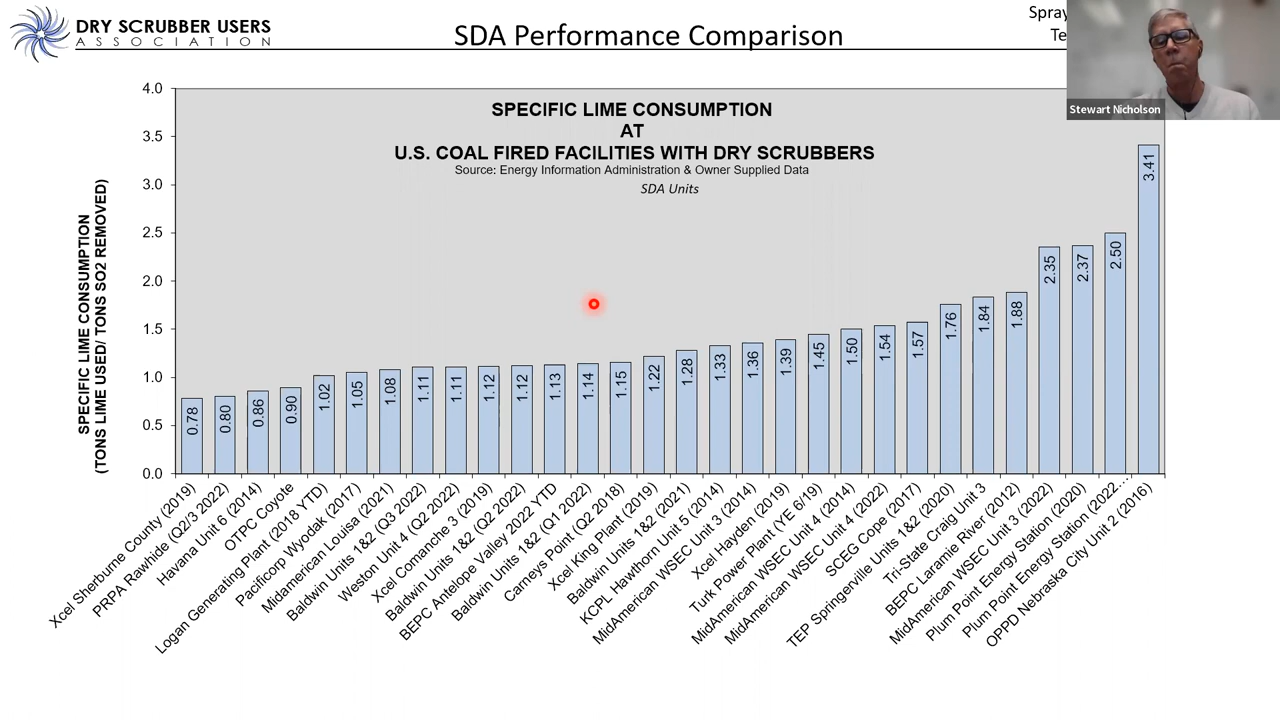 DRY SCRUBBER USERS
ASSOCIATION
SDA Performance Comparison
Spray
Te
Stewart Nicholson
SPECIFIC LIME CONSUMPTION
AT
U.S. COAL FIRED FACILITIES WITH DRY SCRUBBERS
Source: Energy Information Administration & Owner Supplied Data
SDA Units
SPECIFIC LIME CONSUMPTION
(TONS LIME USED/ TONS SO2 REMOVED)
4.0
3.5
3.0
2.5
2.0
1.5
1.0
0.5
0.0
0.78
0.80
0.86
0.90
1.02
1.05
1.08
1.11
1.11
1.12
1.12
1.13
1.14
1.15
1.22
1.28
1.33
1.36
1.39
1.45
1.50
1.54
1.57
1.76
1.84
1.88
2.35
2.37
2.50
3.41
Xcel Sherburne County (2019)
PRPA Rawhide (Q2/3 2022)
Havana Unit 6 (2014)
OTPC Coyote
Logan Generating Plant (2018 YTD)
Pacificorp Wyodak (2017)
Midamerican Louisa (2021)
Baldwin Units 1&2 (Q3 2022)
Weston Unit 4 (Q2 2022)
Xcel Comanche 3 (2019)
Baldwin Units 1&2 (Q2 2022)
BEPC Antelope Valley 2022 YTD
Baldwin Units 1&2 (Q1 2022)
Carneys Point (Q2 2018)
Xcel King Plant (2019)
Baldwin Units 1&2 (2021)
KCPL Hawthorn Unit 5 (2014)
MidAmerican WSEC Unit 3 (2014)
Xcel Hayden (2019)
Turk Power Plant (YE 6/19)
MidAmerican WSEC Unit 4 (2014)
MidAmerican WSEC Unit 4 (2022)
SCEG Cope (2017)
TEP Springerville Units 1&2 (2020)
Tri-State Craig Unit 3
BEPC Laramie River (2012)
MidAmerican WSEC Unit 3 (2022)
Plum Point Energy Station (2020)
Plum Point Energy Station (2022...
OPPD Nebraska City Unit 2 (2016)